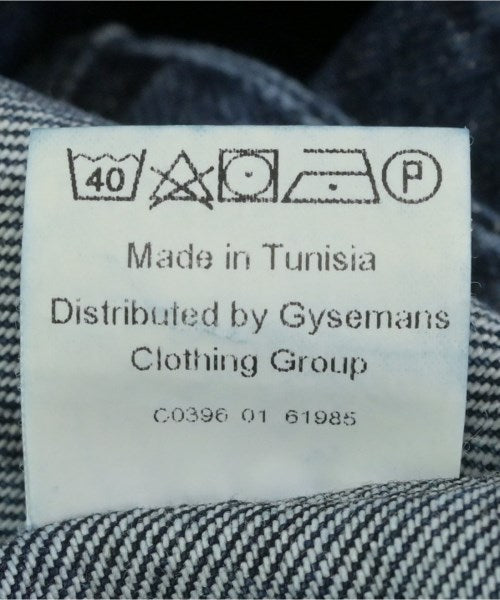 40 P
Made in Tunisia
Distributed by Gysemans
Clothing Group
C0396 01 61985